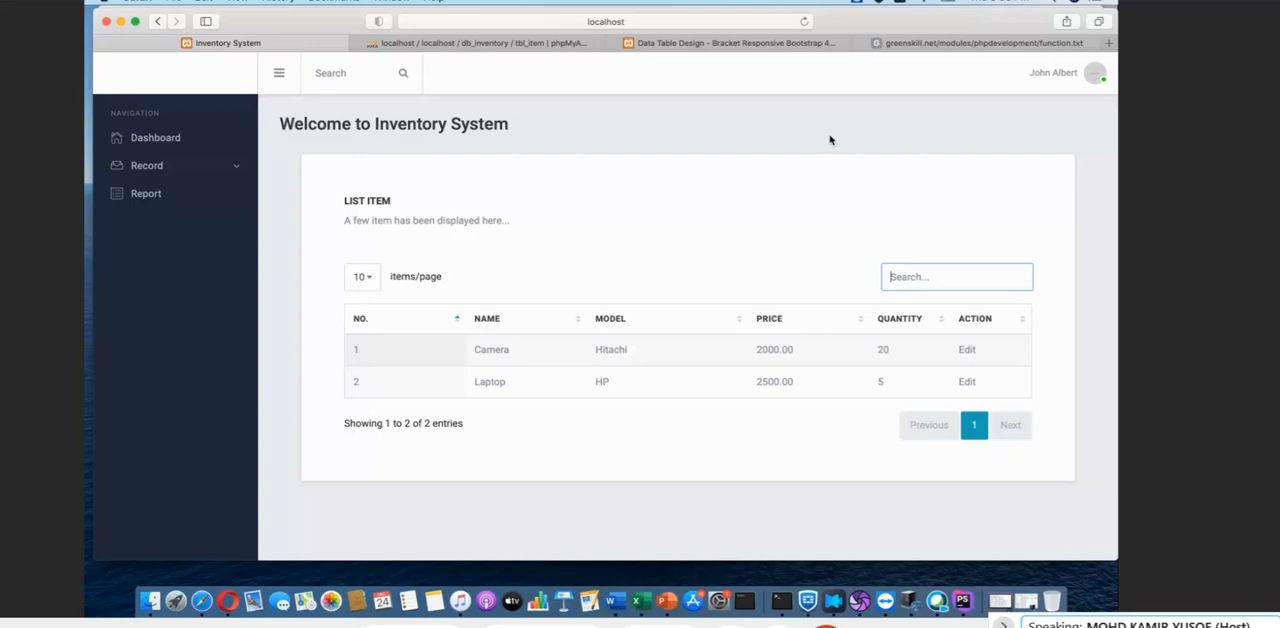 localhost
Inventory System
localhost / localhost / db_inventory / tbl_item | phpMyA...
Data Table Design - Bracket Responsive Bootstrap 4...
greenskill.net/modules/phpdevelopment/function.txt
Search
John Albert
NAVIGATION
Dashboard
Record
Report
Welcome to Inventory System
LIST ITEM
A few item has been displayed here...
10 items/page
Search...
NO. NAME MODEL PRICE QUANTITY ACTION
1 Camera Hitachi 2000.00 20 Edit
2 Laptop HP 2500.00 5 Edit
Showing 1 to 2 of 2 entries
Previous 1 Next
24
Speaking: MOHD KAMIR YUSOF (Host)